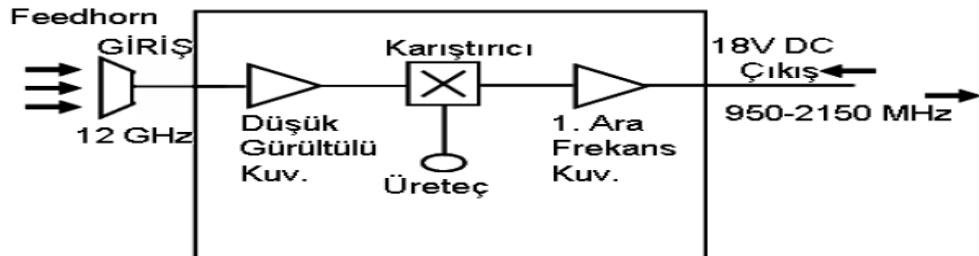 Feedhorn
GİRİŞ
12 GHz
Düşük
Gürültülü
Kuv.
Karıştırıcı
Üreteç
1. Ara
Frekans
Kuv.
18V DC
Çıkış
950-2150 MHz